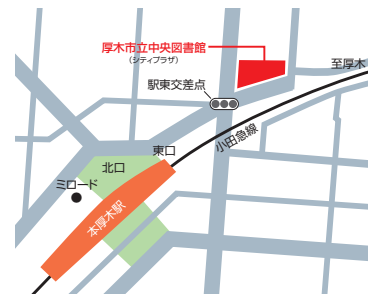 厚木市立中央図書館
(シティプラザ)
至厚木
駅東交差点
小田急線
東口
北口
ミロード
本厚木駅